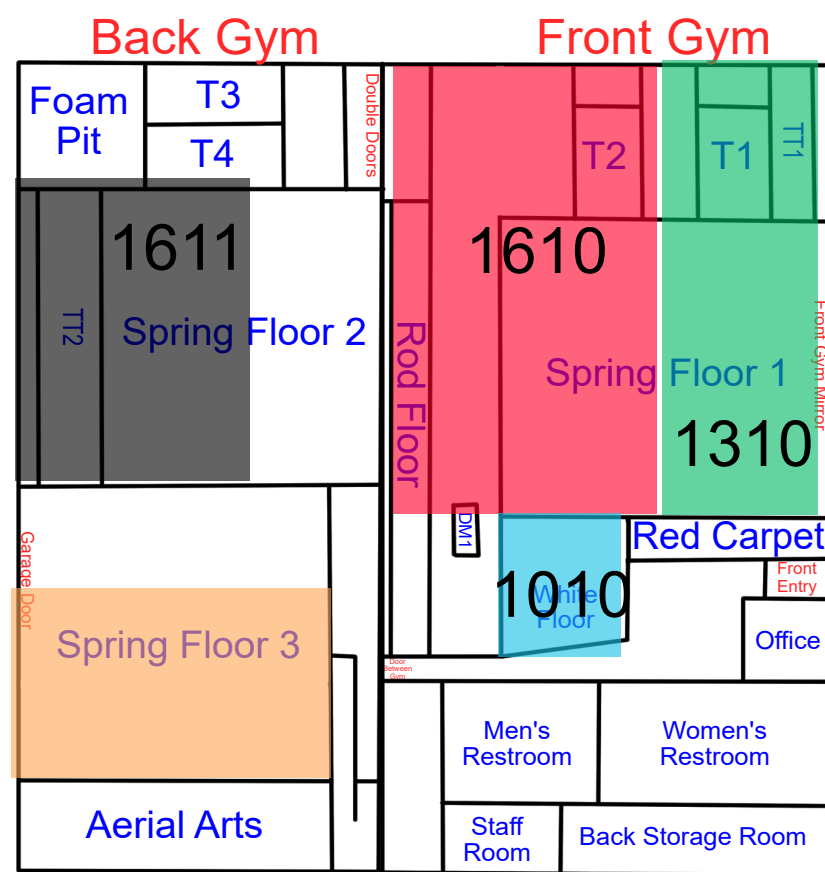 Back Gym
Front Gym
Foam
Pit
T3
T4
Double Doors
T2
T1
TT1
1611
1610
TT2
Spring Floor 2
Rod Floor
Spring Floor 1
Front Gym Mirror
1310
DM1
Red Carpet
Garage Door
1010
White
Floor
Front
Entry
Spring Floor 3
Office
Door
Between
Gym
Men's
Restroom
Women's
Restroom
Aerial Arts
Staff
Room
Back Storage Room